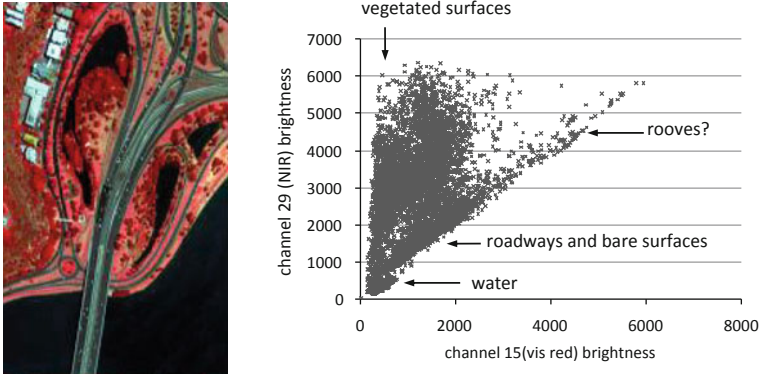 vegetated surfaces
7000
6000
5000
4000
3000
2000
1000
0
channel 29 (NIR) brightness
rooves?
roadways and bare surfaces
water
0 2000 4000 6000 8000
channel 15(vis red) brightness